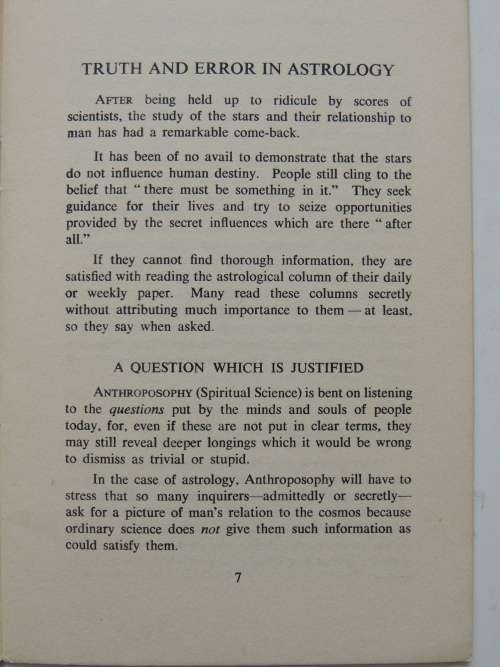 TRUTH AND ERROR IN ASTROLOGY
AFTER being held up to ridicule by scores of
scientists, the study of the stars and their relationship to
man has had a remarkable come-back.
It has been of no avail to demonstrate that the stars
do not influence human destiny. People still cling to the
belief that “ there must be something in it.” They seek
guidance for their lives and try to seize opportunities
provided by the secret influences which are there “ after
all.”
If they cannot find thorough information, they are
satisfied with reading the astrological column of their daily
or weekly paper. Many read these columns secretly
without attributing much importance to them — at least,
so they say when asked.
A QUESTION WHICH IS JUSTIFIED
ANTHROPOSOPHY (Spiritual Science) is bent on listening
to the questions put by the minds and souls of people
today, for, even if these are not put in clear terms, they
may still reveal deeper longings which it would be wrong
to dismiss as trivial or stupid.
In the case of astrology, Anthroposophy will have to
stress that so many inquirers—admittedly or secretly—
ask for a picture of man's relation to the cosmos because
ordinary science does not give them such information as
could satisfy them.
7